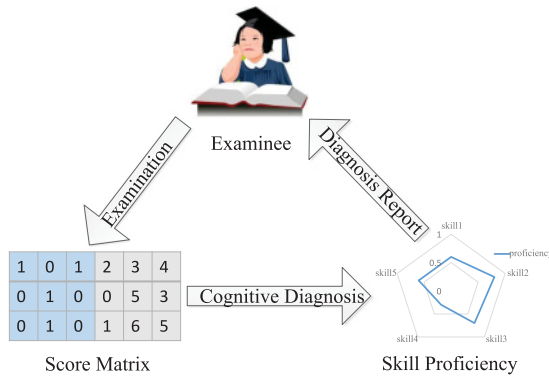 Examinee
Examination
Diagnosis Report
1 0 1 2 3 4
0 1 0 0 5 3
0 1 0 1 6 5
Score Matrix
Cognitive Diagnosis
skill1
1
proficiency
0.5
skill5
skill2
0
skill4
skill3
Skill Proficiency